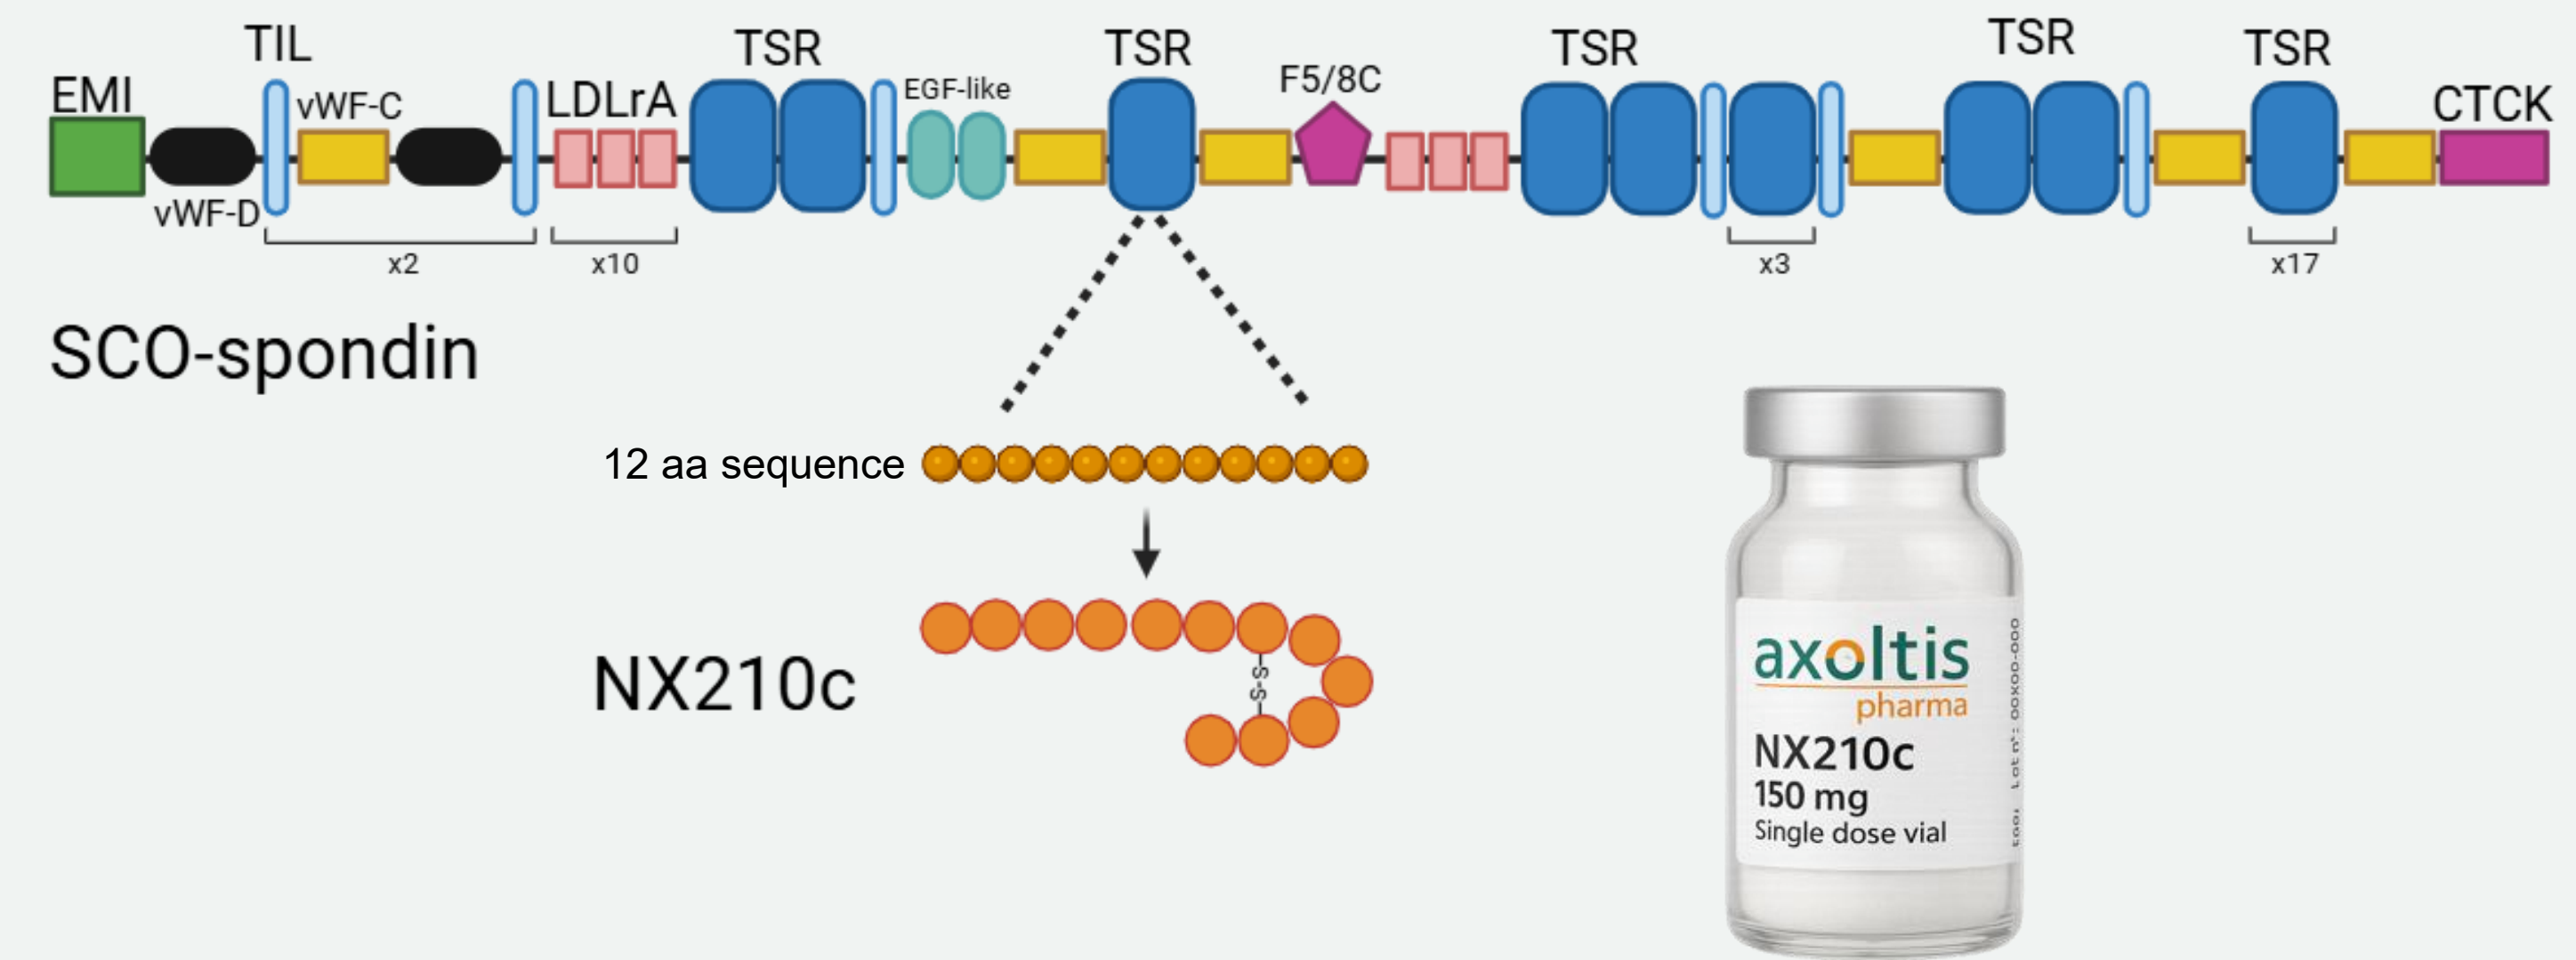 TIL
TSR
TSR
TSR
TSR
TSR
EMI
vWF-C
LDLrA
EGF-like
F5/8C
CTCK
vWF-D
x2
x10
x3
x17
SCO-spondin
12 aa sequence
NX210c
S-S
axoltis
pharma
NX210c
150 mg
Single dose vial